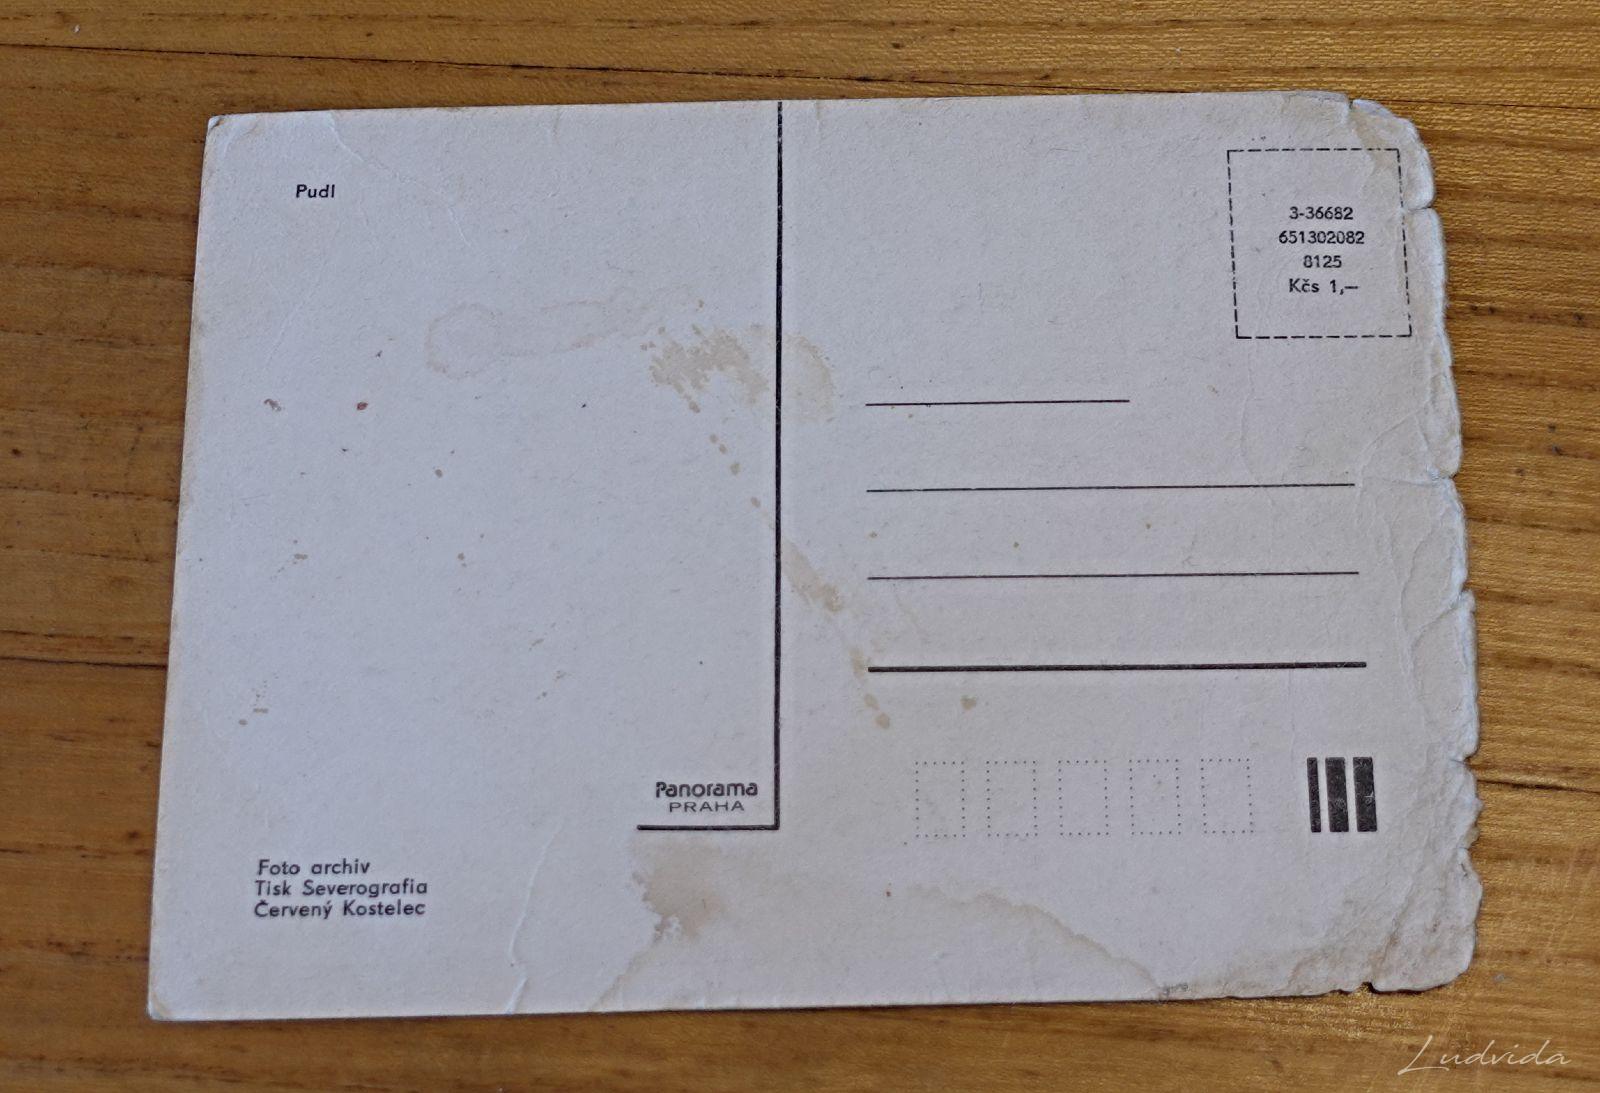 Pudl
3-36682
651302082
8125
Kčs 1,—
Panorama
PRAHA
Foto archiv
Tisk Severografia
Červený Kostelec
Ludvida